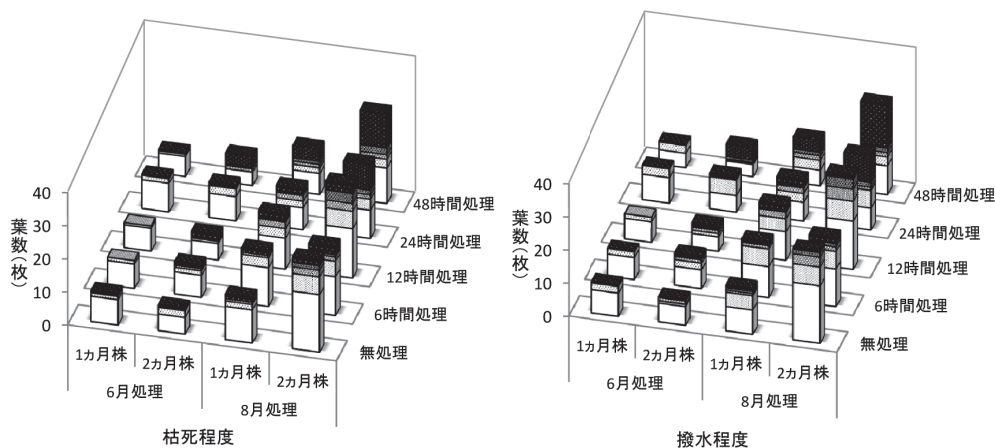 葉数(枚)
40
30
20
10
0
48時間処理
24時間処理
12時間処理
6時間処理
無処理
1ヵ月株
2ヵ月株
1ヵ月株
2ヵ月株
6月処理
8月処理
枯死程度
葉数(枚)
40
30
20
10
0
48時間処理
24時間処理
12時間処理
6時間処理
無処理
1ヵ月株
2ヵ月株
1ヵ月株
2ヵ月株
6月処理
8月処理
撥水程度